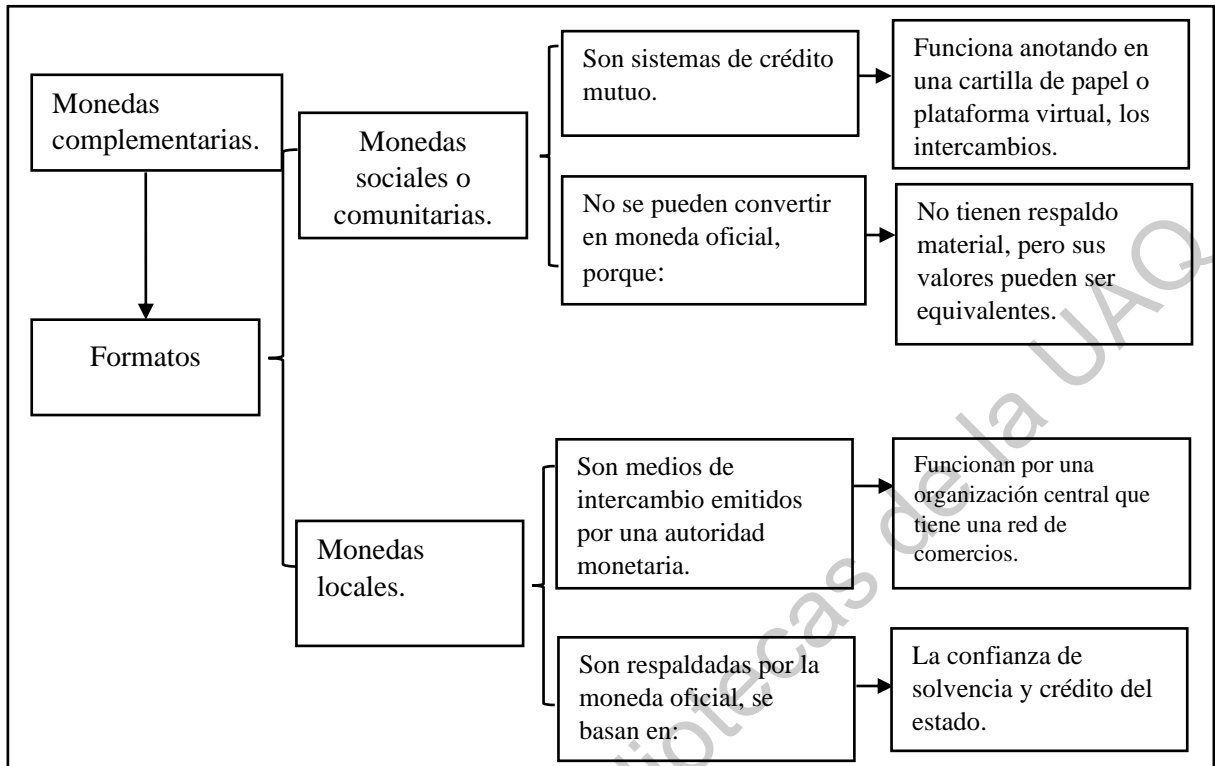 Monedas
complementarias.
Formatos
Monedas
sociales o
comunitarias.
Son sistemas de crédito
mutuo.
Funciona anotando en
una cartilla de papel o
plataforma virtual, los
intercambios.
No se pueden convertir
en moneda oficial,
porque:
No tienen respaldo
material, pero sus
valores pueden ser
equivalentes.
Monedas
locales.
Son medios de
intercambio emitidos
por una autoridad
monetaria.
Funcionan por una
organización central que
tiene una red de
comercios.
Son respaldadas por la
moneda oficial, se
basan en:
La confianza de
solvencia y crédito del
estado.
de la UAQ